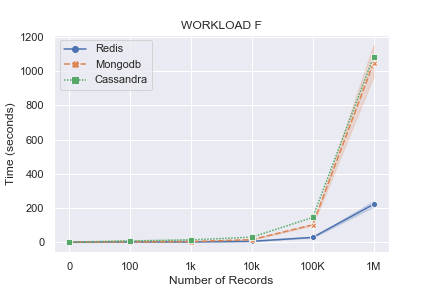 WORKLOAD F
Redis
Mongodb
Cassandra
Time (seconds)
1200
1000
800
600
400
200
0
0 100 1k 10k 100K 1M
Number of Records